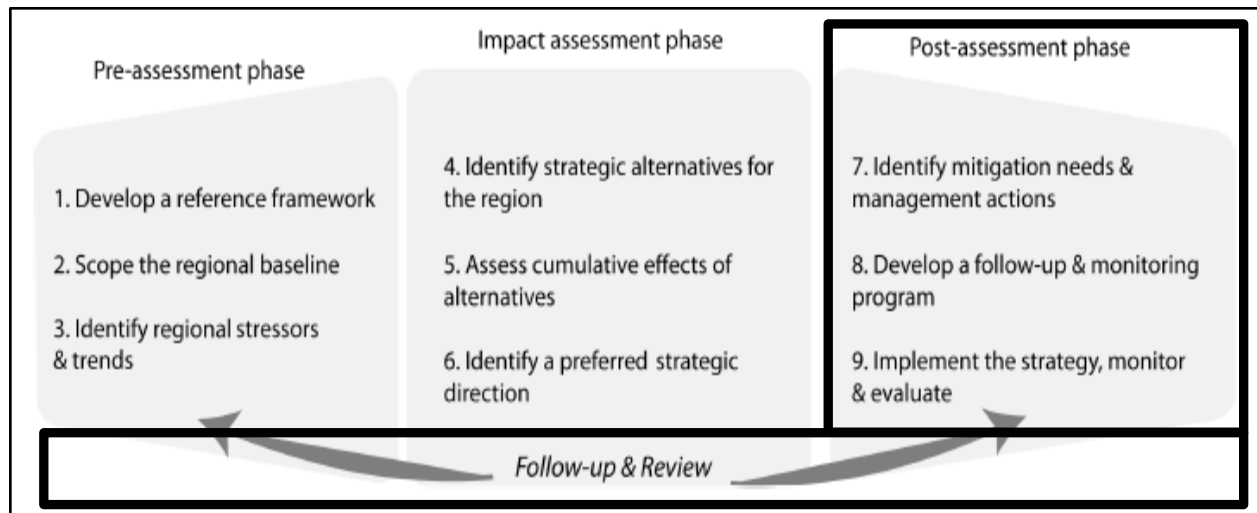 Pre-assessment phase
1. Develop a reference framework
2. Scope the regional baseline
3. Identify regional stressors
& trends
Impact assessment phase
4. Identify strategic alternatives for
the region
5. Assess cumulative effects of
alternatives
6. Identify a preferred strategic
direction
Post-assessment phase
7. Identify mitigation needs &
management actions
8. Develop a follow-up & monitoring
program
9. Implement the strategy, monitor
& evaluate
Follow-up & Review